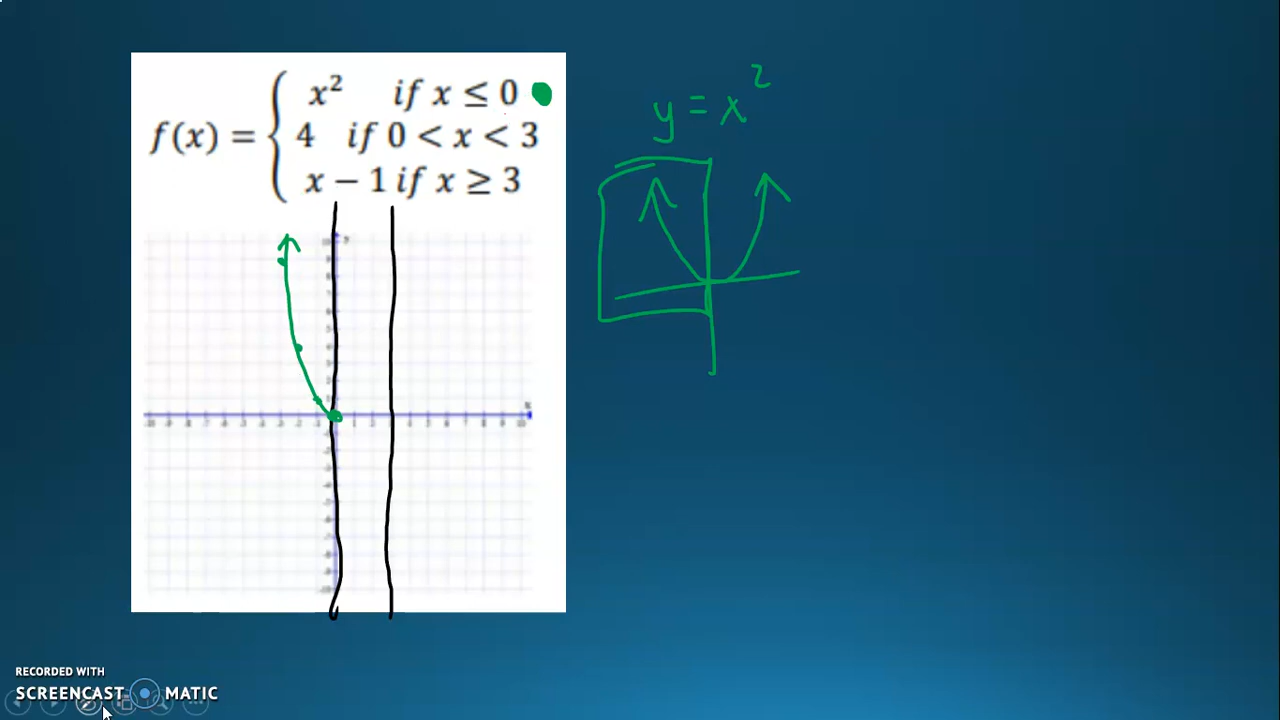 f(x) = { x² if x ≤ 0
4 if 0 < x < 3
x − 1 if x ≥ 3
y = x²
RECORDED WITH
SCREENCAST MATIC